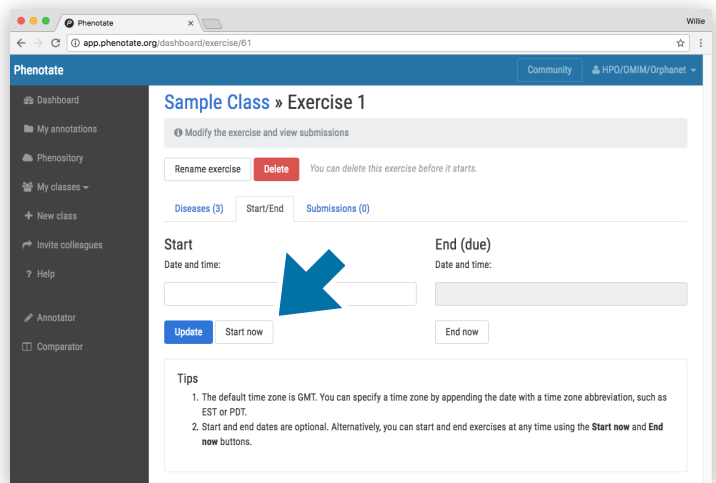 Phenotate
Willie
app.phenotate.org/dashboard/exercise/61
Phenotate
Community
HPO/OMIM/Orphanet
Dashboard
My annotations
Phenository
My classes
New class
Invite colleagues
? Help
Annotator
Comparator
Sample Class » Exercise 1
Modify the exercise and view submissions
Rename exercise
Delete
You can delete this exercise before it starts.
Diseases (3)
Start/End
Submissions (0)
Start
Date and time:
Update
Start now
End (due)
Date and time:
End now
Tips
1. The default time zone is GMT. You can specify a time zone by appending the date with a time zone abbreviation, such as
EST or PDT.
2. Start and end dates are optional. Alternatively, you can start and end exercises at any time using the Start now and End
now buttons.